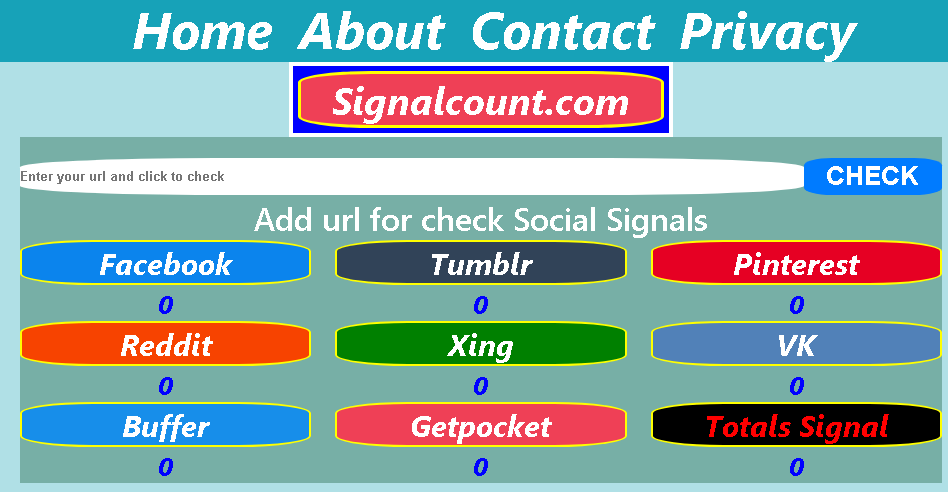 Home About Contact Privacy
Signalcount.com
Enter your url and click to check CHECK
Add url for check Social Signals
Facebook Tumblr Pinterest
0 0 0
Reddit Xing VK
0 0 0
Buffer Getpocket Totals Signal
0 0 0